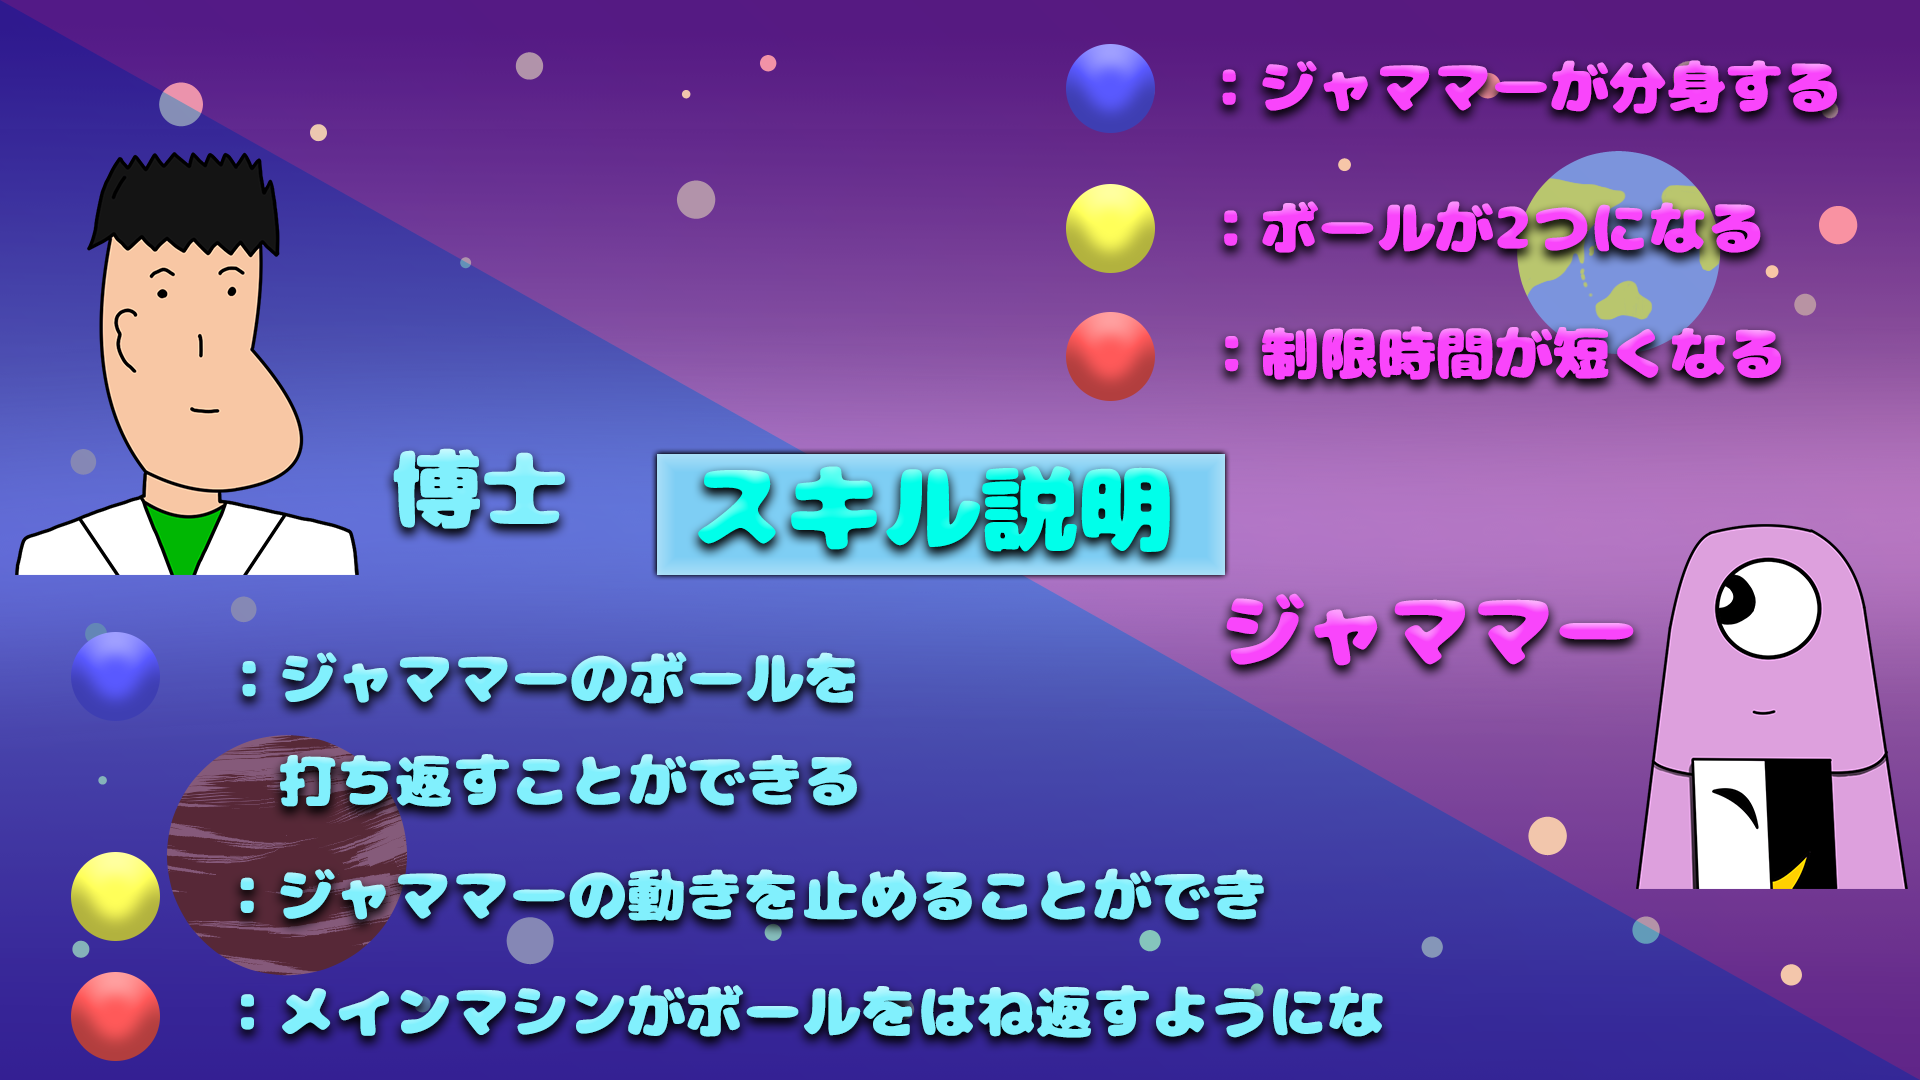 ：ジャママーが分身する
：ボールが2つになる
：制限時間が短くなる
博士
スキル説明
ジャママー
：ジャママーのボールを
打ち返すことができる
：ジャママーの動きを止めることができ
：メインマシンがボールをはね返すようにな